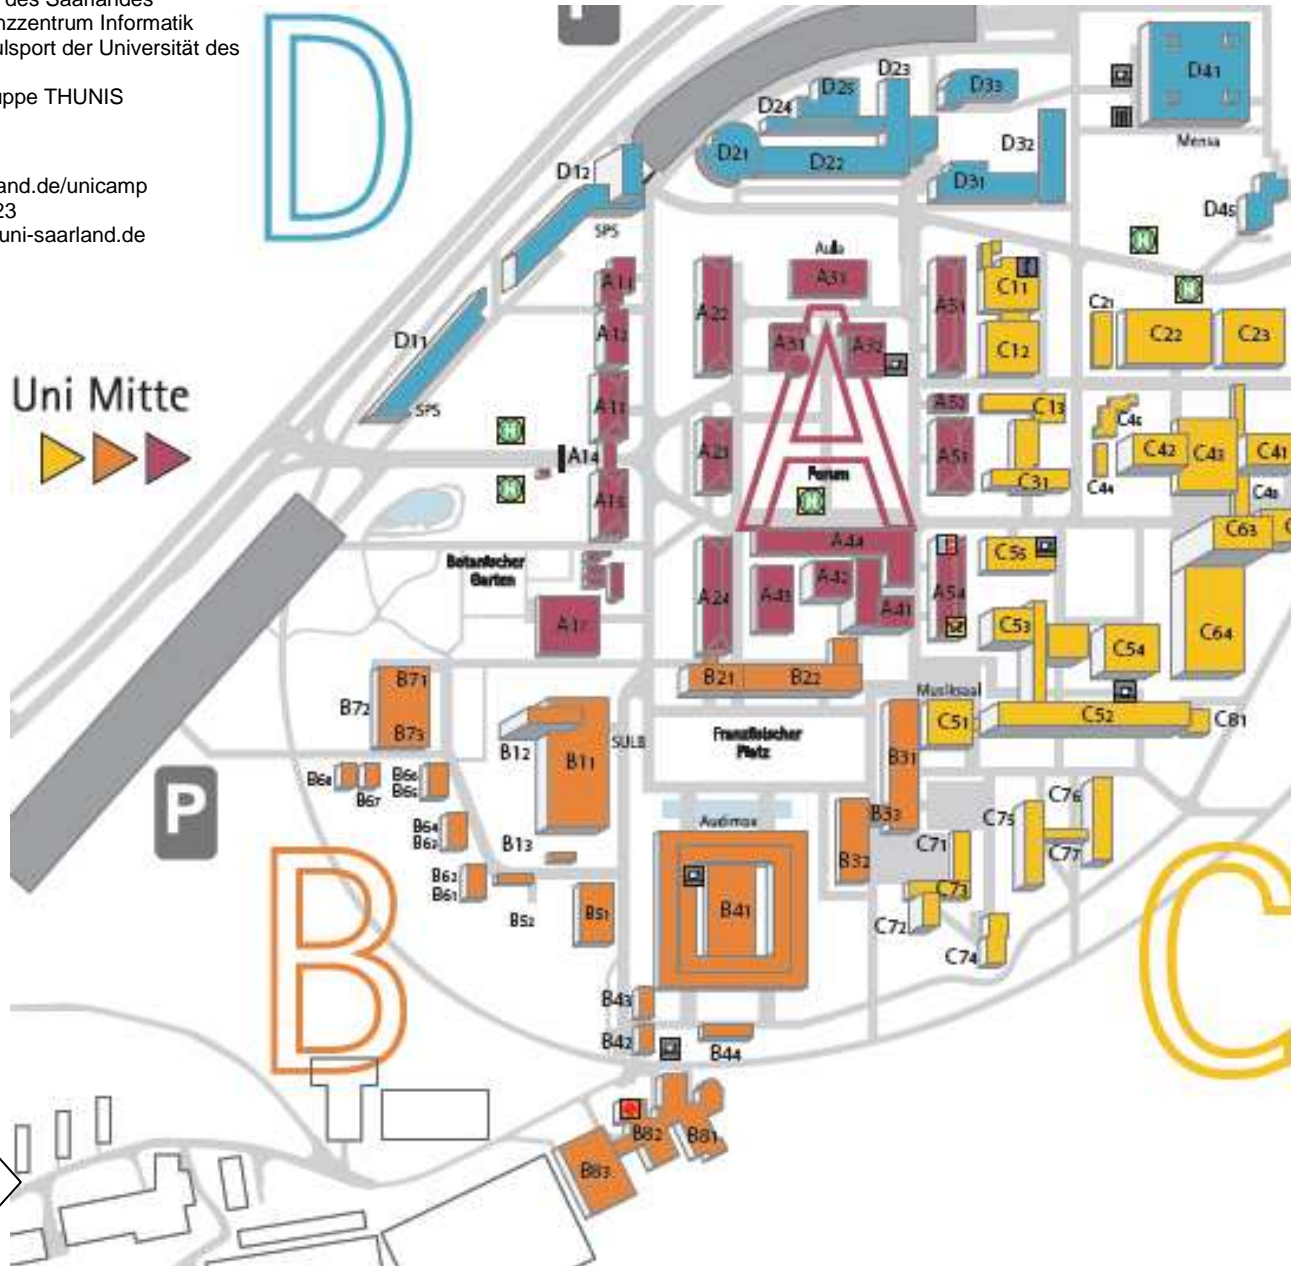 des Saarlandes
nzzentrum Informatik
ulsport der Universität des
uppe THUNIS
and.de/unicamp
23
uni-saarland.de
D
P
D23
D25
D33
D41
D24
D21
D22
D32
Mensa
D12
D31
SPS
D45
Aula
A11
A22
A33
A51
C11
C21
C22
C23
D11
A12
A31
A32
C12
Uni Mitte
SPS
A52
C13
C45
A14
A23
A53
C42
C43
C41
Forum
C31
C44
A15
A44
C63
Botanischer
Garten
A24
A43
A42
A41
A54
C55
C53
C54
C64
A17
B71
B72
B73
B21
B22
Musiksaal
C51
C52
C81
B12
B11
SULB
Französischer
Platz
B31
P
B68
B67
B66
B65
B64
B63
B13
Audimax
B33
B32
C71
C75
C76
C77
B62
B61
B52
B51
B41
C73
C72
C74
B
C
B43
B42
B44
B82
B81
B83
A